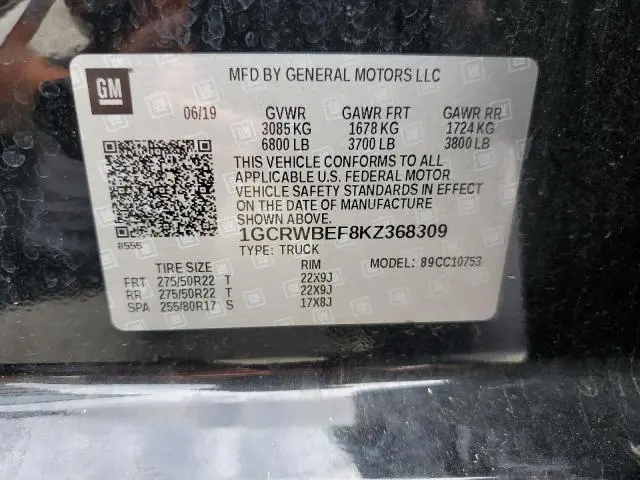 GM
MFD BY GENERAL MOTORS LLC
06/19 GVWR GAWR FRT GAWR RR
3085 KG 1678 KG 1724 KG
6800 LB 3700 LB 3800 LB
THIS VEHICLE CONFORMS TO ALL
APPLICABLE U.S. FEDERAL MOTOR
VEHICLE SAFETY STANDARDS IN EFFECT
ON THE DATE OF MANUFACTURE
SHOWN ABOVE.
8555 1GCRWBEF8KZ368309
TYPE: TRUCK MODEL: 89CC10753
TIRE SIZE RIM
FRT 275/50R22 T 22X9J
RR 275/50R22 T 22X9J
SPA 255/80R17 S 17X8J